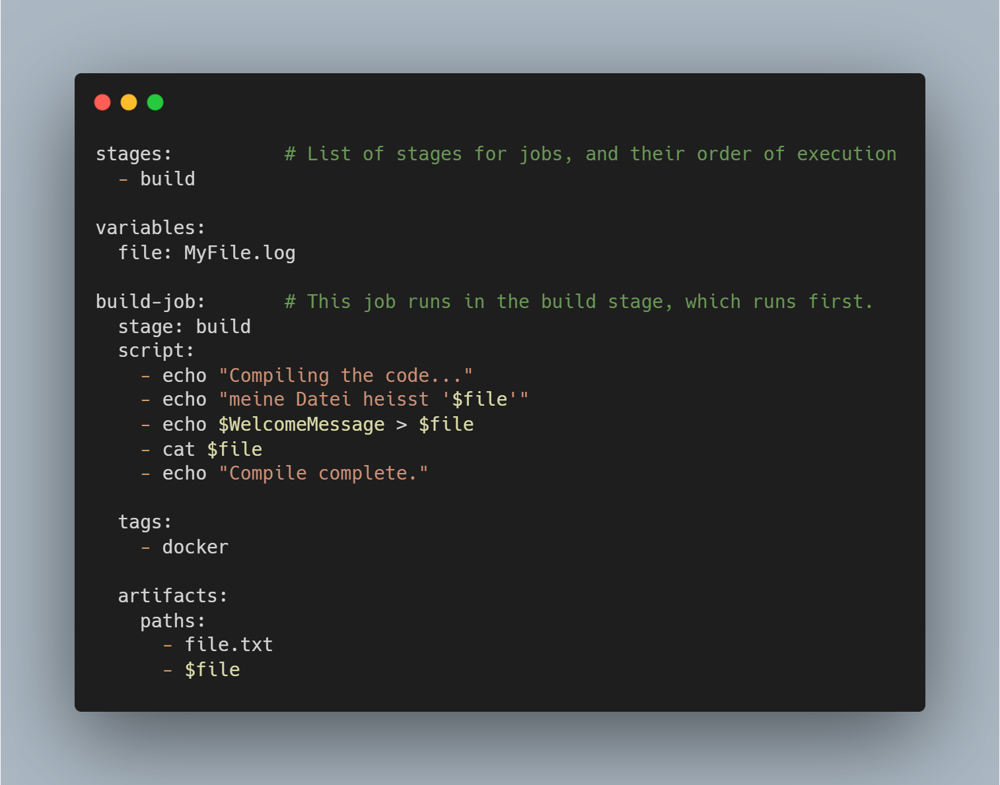 stages:          # List of stages for jobs, and their order of execution
  - build

variables:
  file: MyFile.log

build-job:       # This job runs in the build stage, which runs first.
  stage: build
  script:
    - echo "Compiling the code..."
    - echo "meine Datei heisst '$file'"
    - echo $WelcomeMessage > $file
    - cat $file
    - echo "Compile complete."

  tags:
    - docker

  artifacts:
    paths:
      - file.txt
      - $file